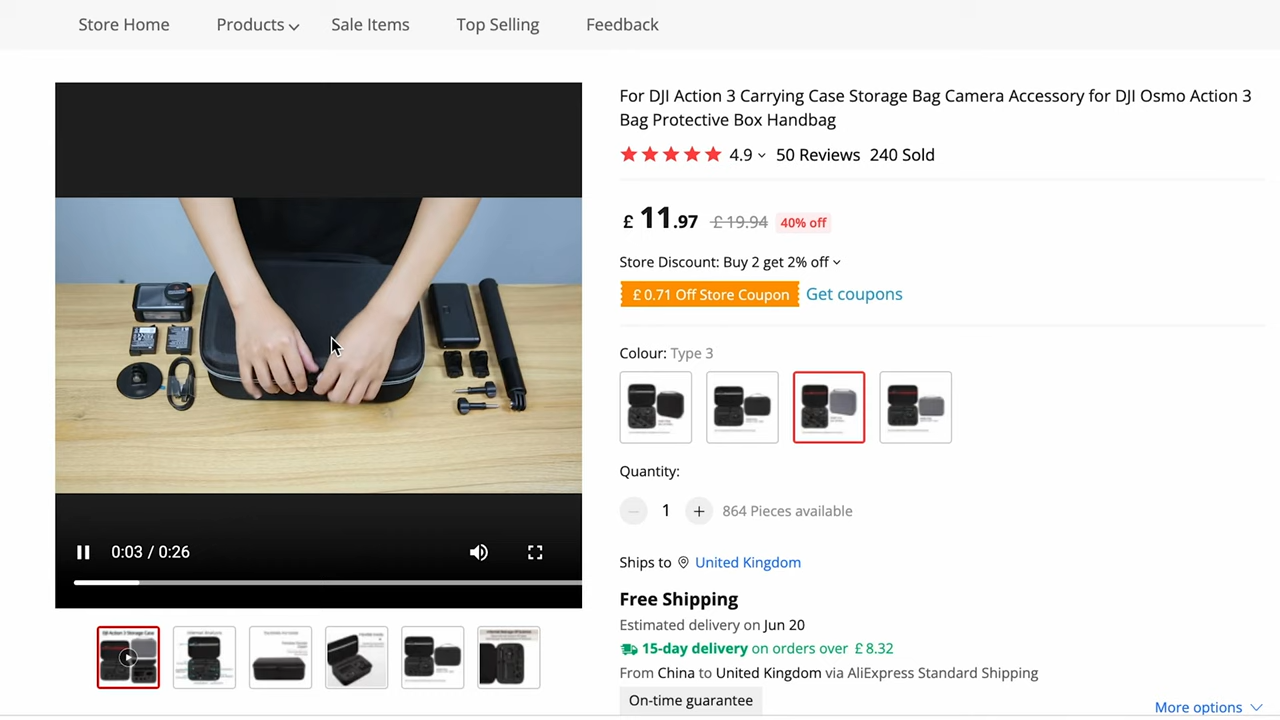 Store Home
Products
Sale Items
Top Selling
Feedback
For DJI Action 3 Carrying Case Storage Bag Camera Accessory for DJI Osmo Action 3
Bag Protective Box Handbag
4.9 50 Reviews 240 Sold
£ 11.97 £ 19.94 40% off
Store Discount: Buy 2 get 2% off
£ 0.71 Off Store Coupon Get coupons
Colour: Type 3
Quantity:
1 + 864 Pieces available
Ships to United Kingdom
Free Shipping
Estimated delivery on Jun 20
15-day delivery on orders over £ 8.32
From China to United Kingdom via AliExpress Standard Shipping
On-time guarantee
More options
0:03 / 0:26
DJI Action 3 Storage Case